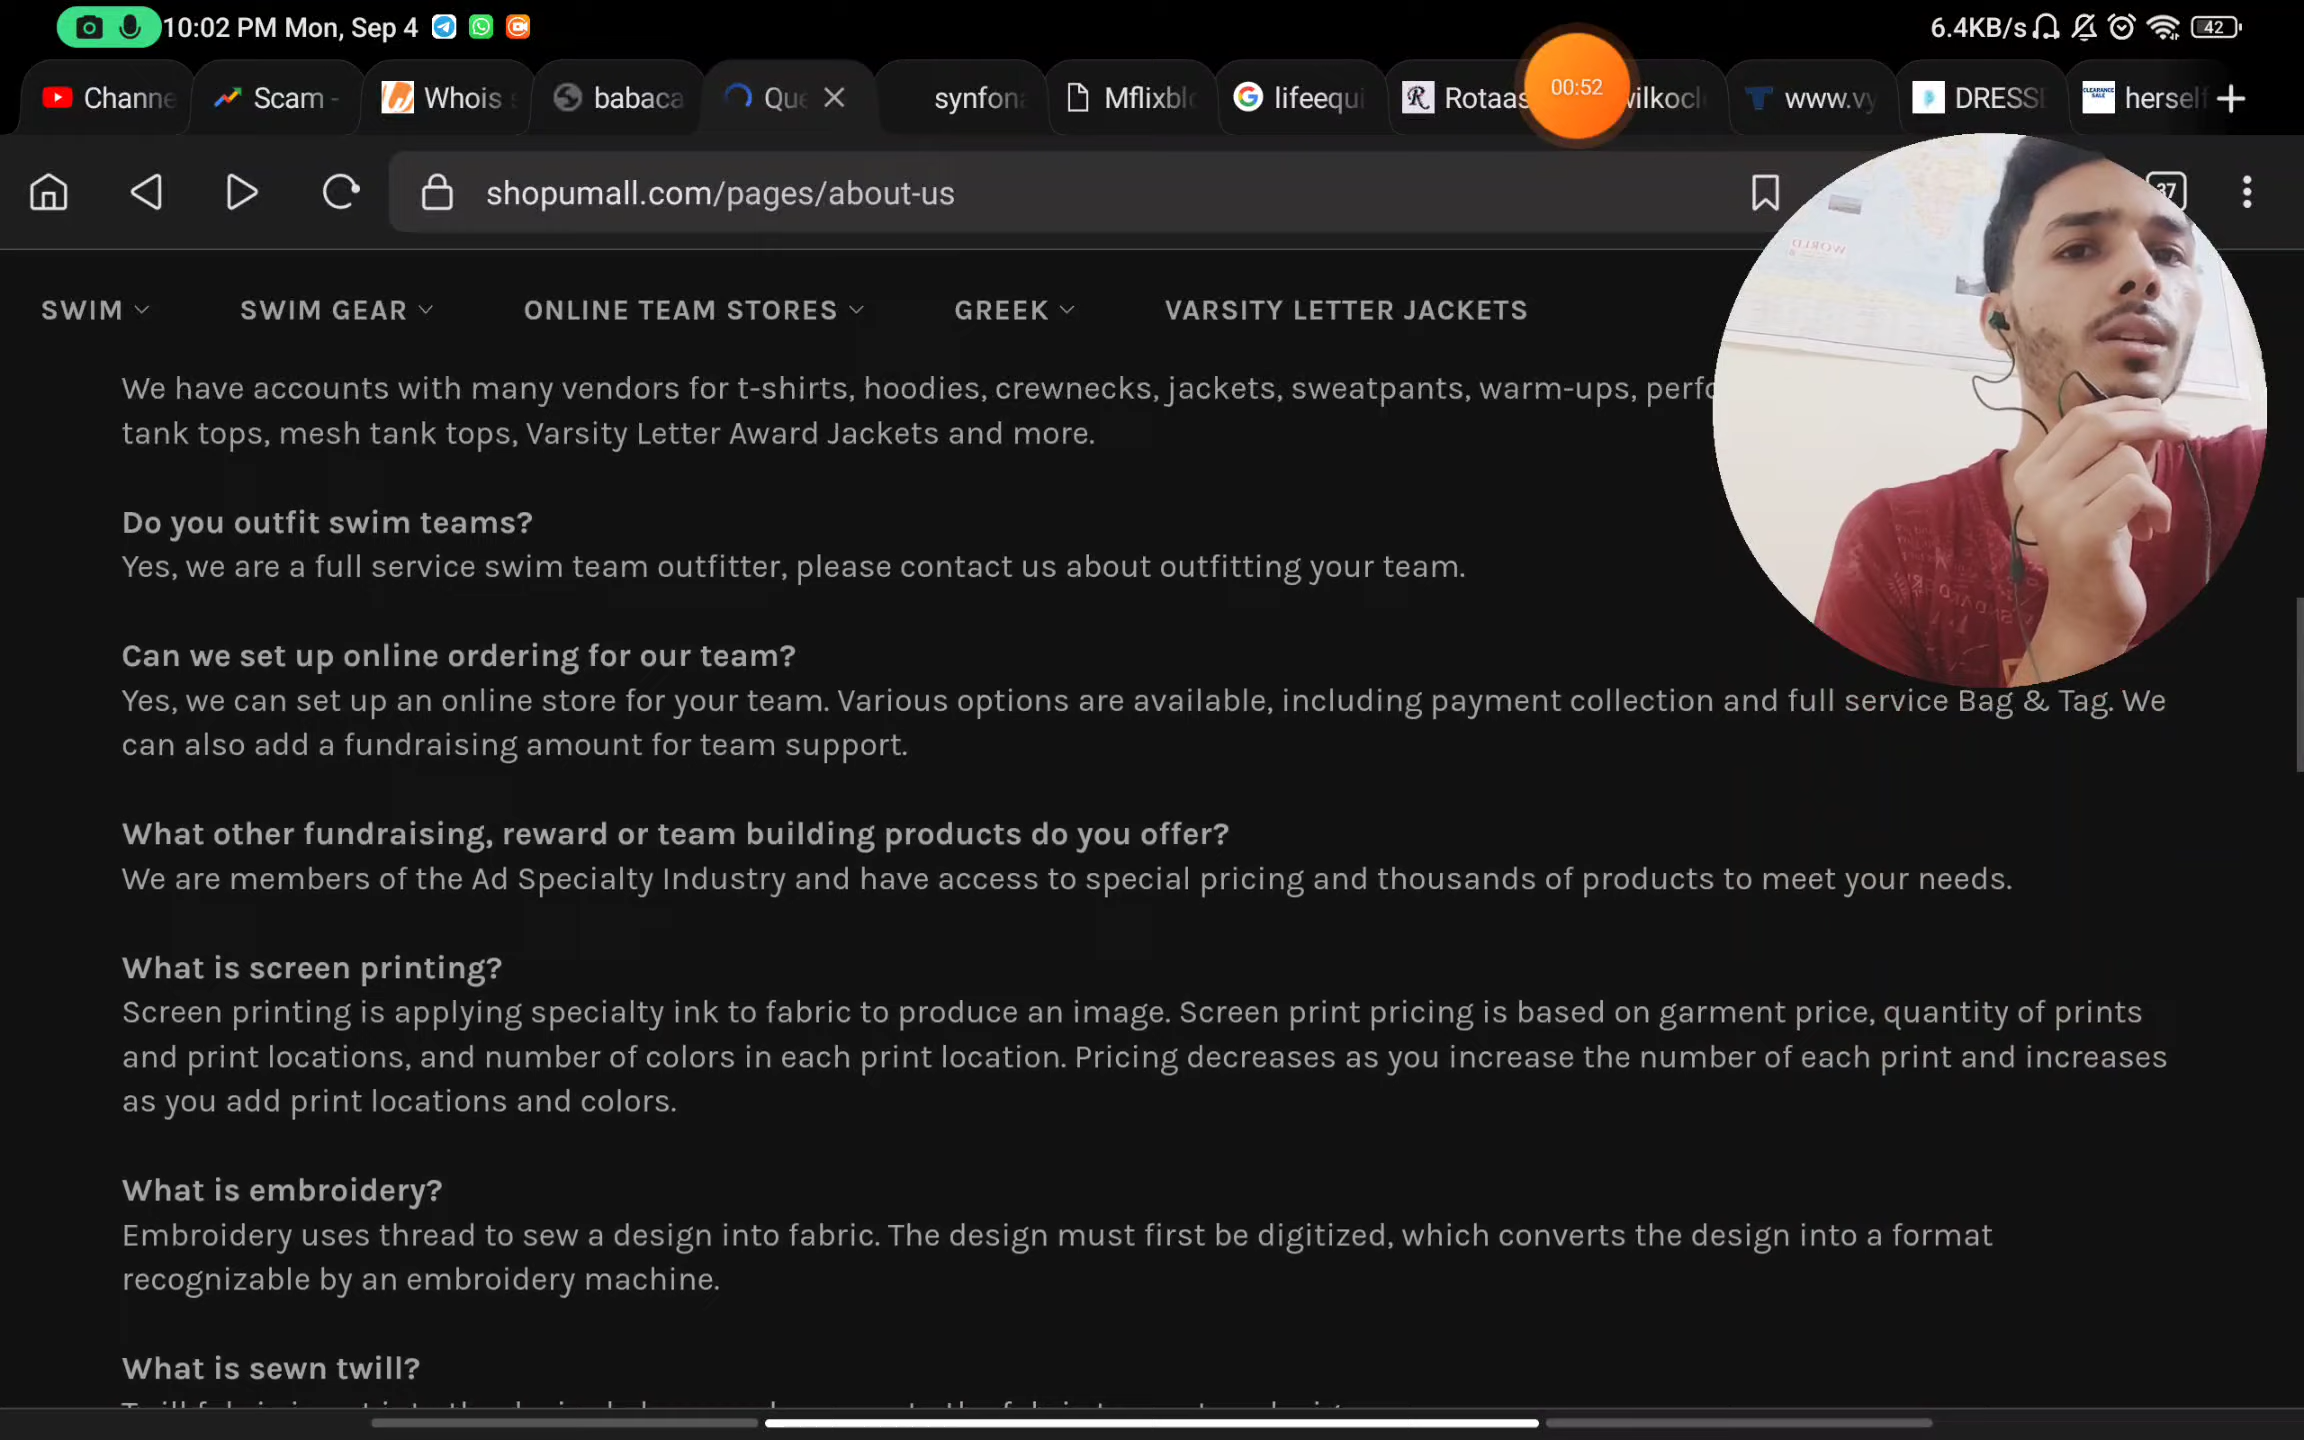 10:02 PM Mon, Sep 4
6.4KB/s
42
Channe
Scam -
Whois
babaca
Que
synfona
Mflixblo
lifeequi
Rotaas
00:52
wilkocl
www.vy
DRESS
herself
shopumall.com/pages/about-us
37
SWIM
SWIM GEAR
ONLINE TEAM STORES
GREEK
VARSITY LETTER JACKETS
WORLD
We have accounts with many vendors for t-shirts, hoodies, crewnecks, jackets, sweatpants, warm-ups, perfo
tank tops, mesh tank tops, Varsity Letter Award Jackets and more.
Do you outfit swim teams?
Yes, we are a full service swim team outfitter, please contact us about outfitting your team.
Can we set up online ordering for our team?
Yes, we can set up an online store for your team. Various options are available, including payment collection and full service Bag & Tag. We
can also add a fundraising amount for team support.
What other fundraising, reward or team building products do you offer?
We are members of the Ad Specialty Industry and have access to special pricing and thousands of products to meet your needs.
What is screen printing?
Screen printing is applying specialty ink to fabric to produce an image. Screen print pricing is based on garment price, quantity of prints
and print locations, and number of colors in each print location. Pricing decreases as you increase the number of each print and increases
as you add print locations and colors.
What is embroidery?
Embroidery uses thread to sew a design into fabric. The design must first be digitized, which converts the design into a format
recognizable by an embroidery machine.
What is sewn twill?